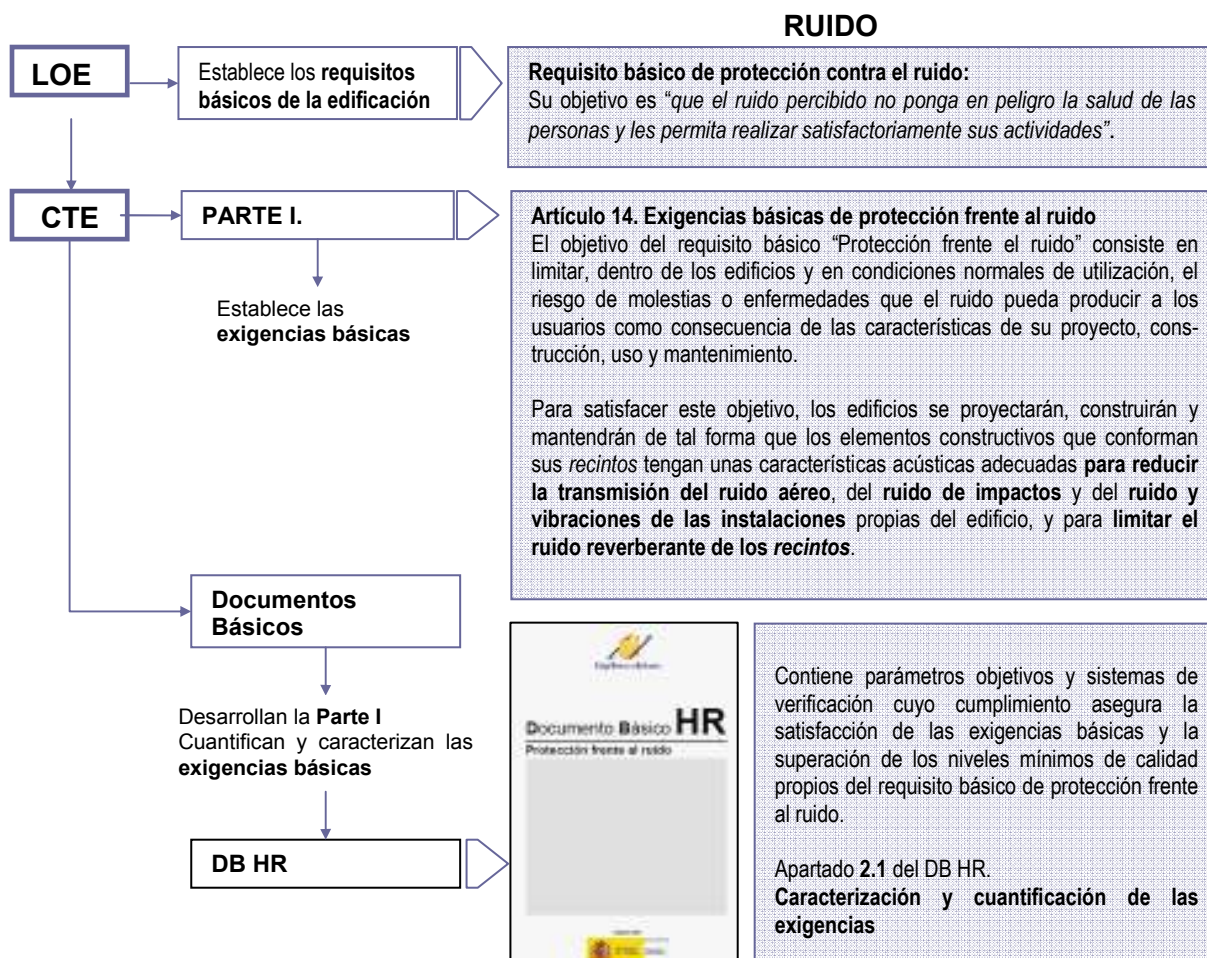 RUIDO
LOE
Establece los requisitos
básicos de la edificación
Requisito básico de protección contra el ruido:
Su objetivo es “que el ruido percibido no ponga en peligro la salud de las
personas y les permita realizar satisfactoriamente sus actividades”.
CTE
PARTE I.
Establece las
exigencias básicas
Artículo 14. Exigencias básicas de protección frente al ruido
El objetivo del requisito básico “Protección frente el ruido” consiste en
limitar, dentro de los edificios y en condiciones normales de utilización, el
riesgo de molestias o enfermedades que el ruido pueda producir a los
usuarios como consecuencia de las características de su proyecto, cons-
trucción, uso y mantenimiento.
Para satisfacer este objetivo, los edificios se proyectarán, construirán y
mantendrán de tal forma que los elementos constructivos que conforman
sus recintos tengan unas características acústicas adecuadas para reducir
la transmisión del ruido aéreo, del ruido de impactos y del ruido y
vibraciones de las instalaciones propias del edificio, y para limitar el
ruido reverberante de los recintos.
Documentos
Básicos
Desarrollan la Parte I
Cuantifican y caracterizan las
exigencias básicas
DB HR
Documento Básico HR
Protección frente al ruido
Contiene parámetros objetivos y sistemas de
verificación cuyo cumplimiento asegura la
satisfacción de las exigencias básicas y la
superación de los niveles mínimos de calidad
propios del requisito básico de protección frente
al ruido.
Apartado 2.1 del DB HR.
Caracterización y cuantificación de las
exigencias